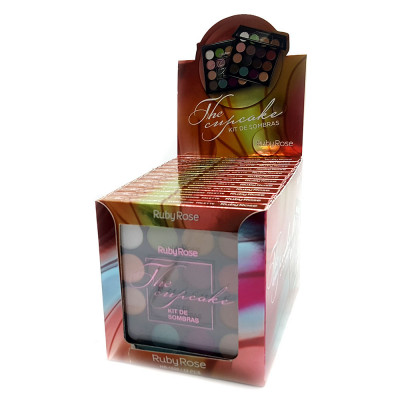 The
cupcake
KIT DE SOMBRAS
RubyRose
RubyRose
RubyRose
The
cupcake
KIT DE
SOMBRAS
RubyRose